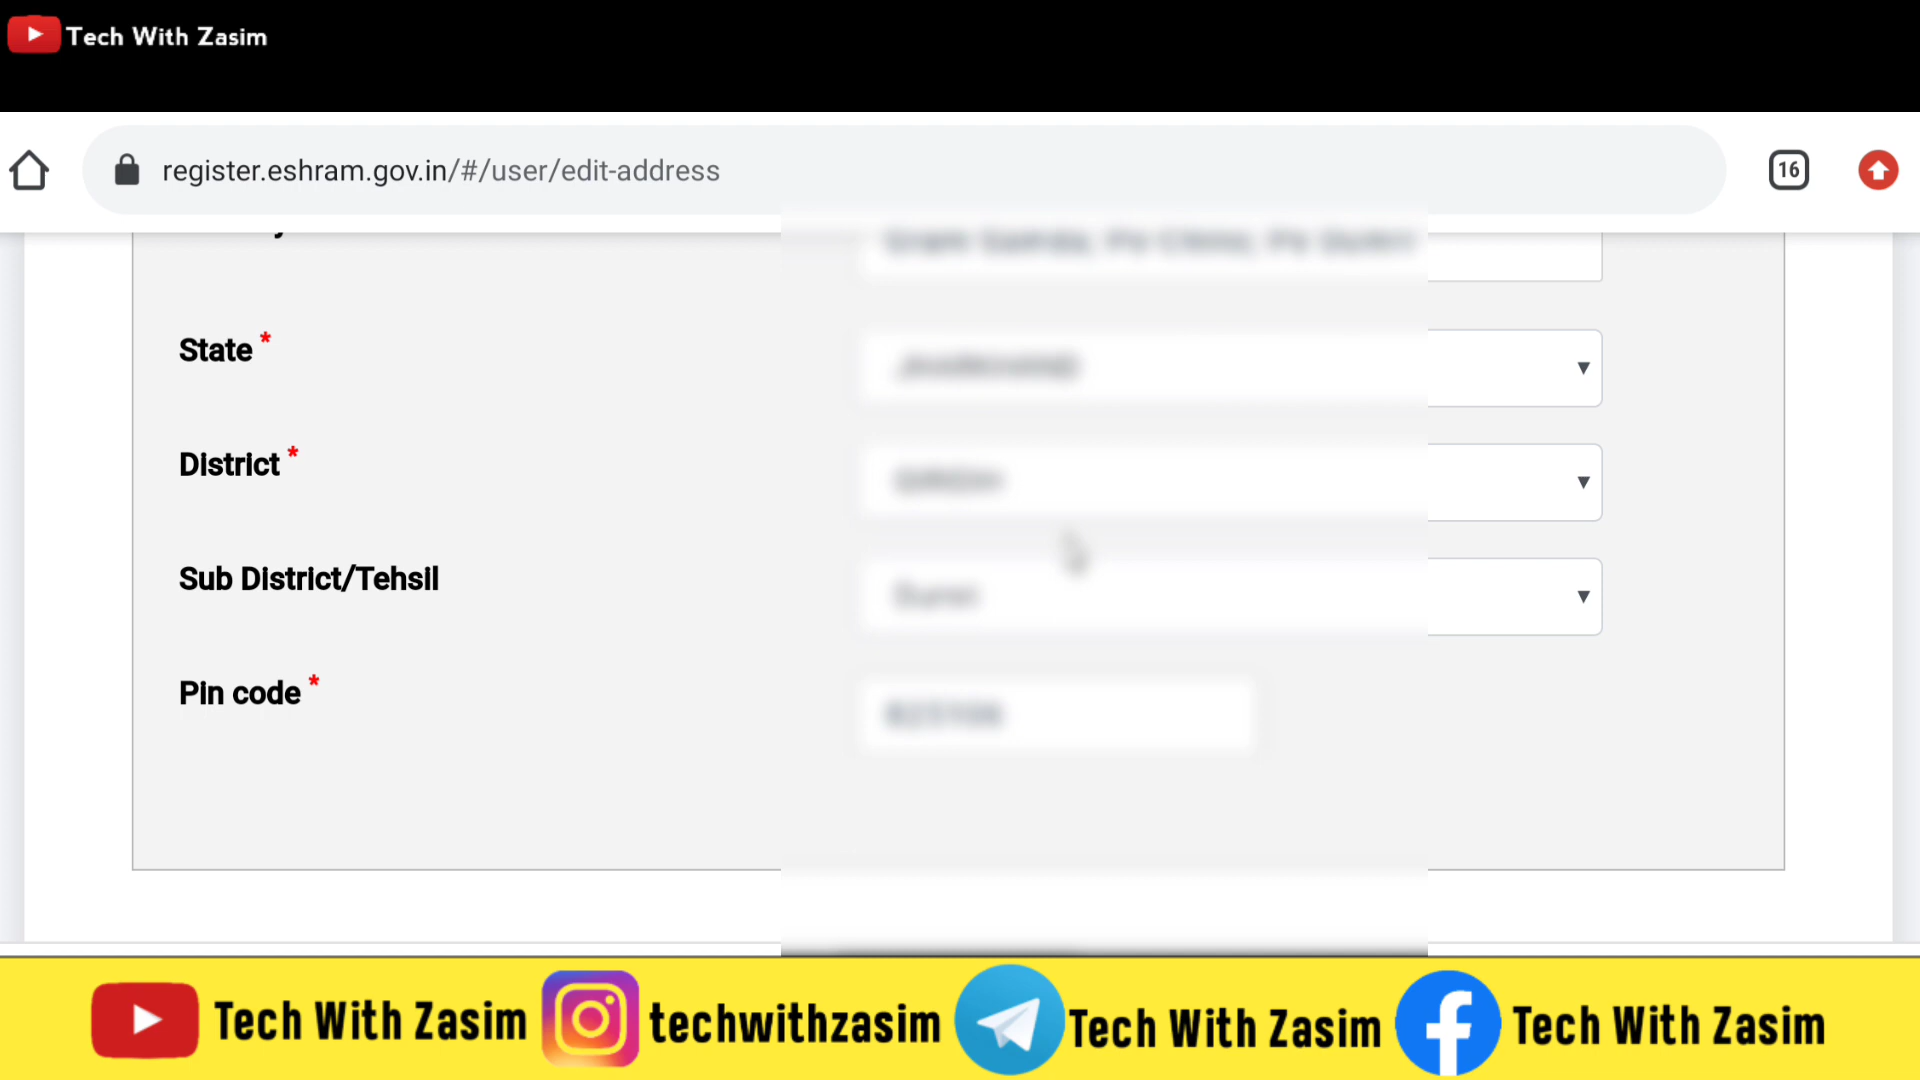 Tech With Zasim
register.eshram.gov.in/#/user/edit-address
16
State *
District *
Sub District/Tehsil
Pin code *
Tech With Zasim
techwithzasim
Tech With Zasim
Tech With Zasim